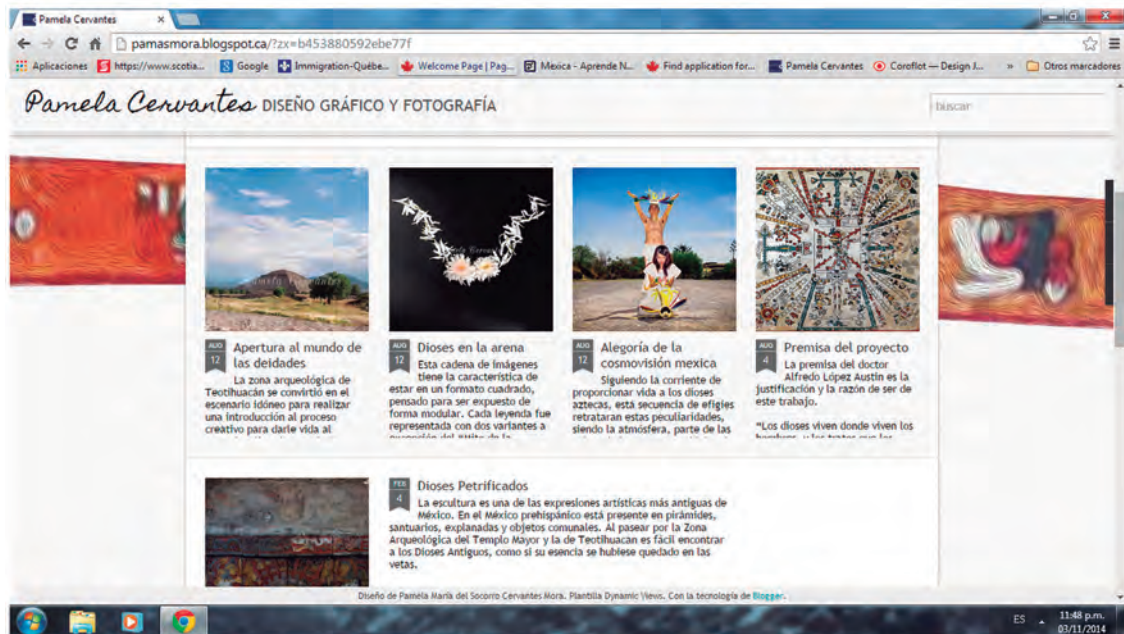 Pamela Cervantes
pamasmora.blogspot.ca/?zx=b453880592ebe77f
Aplicaciones https://www.scotia... Google Immigration-Québe... Welcome Page | Pag... Mexica - Aprende N... Find application for... Pamela Cervantes Coroflot — Design J... » Otros marcadores
Pamela Cervantes DISEÑO GRÁFICO Y FOTOGRAFÍA
buscar
AUG 12
Apertura al mundo de
las deidades
La zona arqueológica de
Teotihuacán se convirtió en el
escenario idóneo para realizar
una introducción al proceso
creativo para darle vida al
AUG 12
Dioses en la arena
Esta cadena de imágenes
tiene la característica de
estar en un formato cuadrado,
pensado para ser expuesto de
forma modular. Cada leyenda fue
representada con dos variantes a
AUG 12
Alegoría de la
cosmovisión mexica
Siguiendo la corriente de
proporcionar vida a los dioses
aztecas, está secuencia de efigies
retrataran estas peculiaridades,
siendo la atmósfera, parte de las
AUG 4
Premisa del proyecto
La premisa del doctor
Alfredo López Austin es la
justificación y la razón de ser de
este trabajo.
"Los dioses viven donde viven los
FEB 4
Dioses Petrificados
La escultura es una de las expresiones artísticas más antiguas de
México. En el México prehispánico está presente en pirámides,
santuarios, explanadas y objetos comunales. Al pasear por la Zona
Arqueológica del Templo Mayor y la de Teotihuacan es fácil encontrar
a los Dioses Antiguos, como si su esencia se hubiese quedado en las
vetas.
Diseño de Pamela María del Socorro Cervantes Mora. Plantilla Dynamic Views. Con la tecnología de Blogger.
ES 11:48 p.m.
03/11/2014